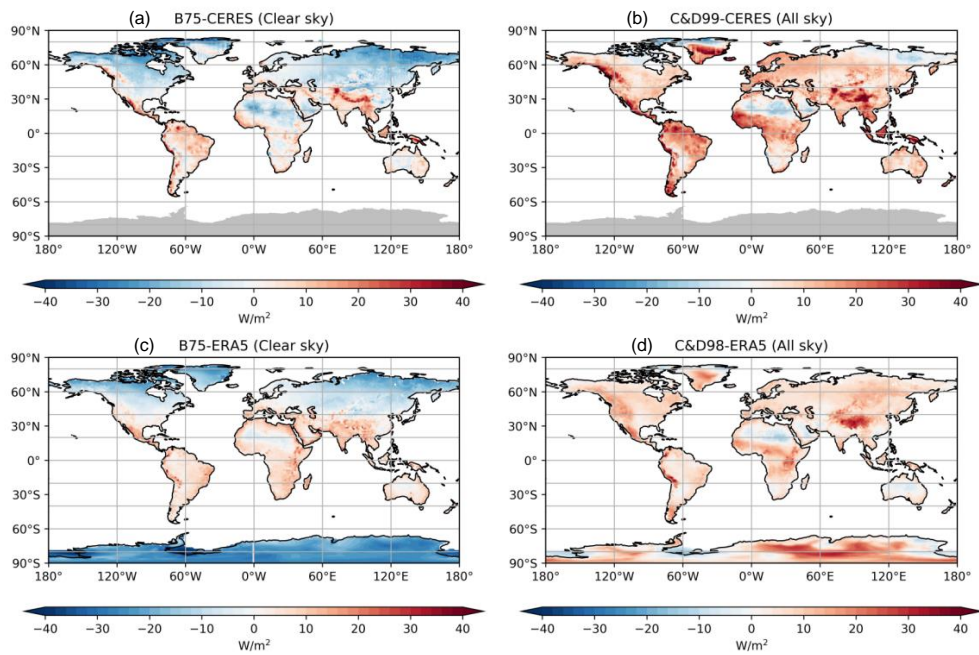 (a) (b)
B75-CERES (Clear sky) C&D99-CERES (All sky)
90°N 90°N
60°N 60°N
30°N 30°N
0° 0°
30°S 30°S
60°S 60°S
90°S 90°S
180° 120°W 60°W 0°W 60°E 120°E 180° 180° 120°W 60°W 0°W 60°E 120°E 180°
−40 −30 −20 −10 0 10 20 30 40 −40 −30 −20 −10 0 10 20 30 40
W/m² W/m²
B75-ERA5 (Clear sky) C&D98-ERA5 (All sky)
(c) (d)
90°N 90°N
60°N 60°N
30°N 30°N
0° 0°
30°S 30°S
60°S 60°S
90°S 90°S
180° 120°W 60°W 0°W 60°E 120°E 180° 180° 120°W 60°W 0°W 60°E 120°E 180°
−40 −30 −20 −10 0 10 20 30 40 −40 −30 −20 −10 0 10 20 30 40
W/m² W/m²